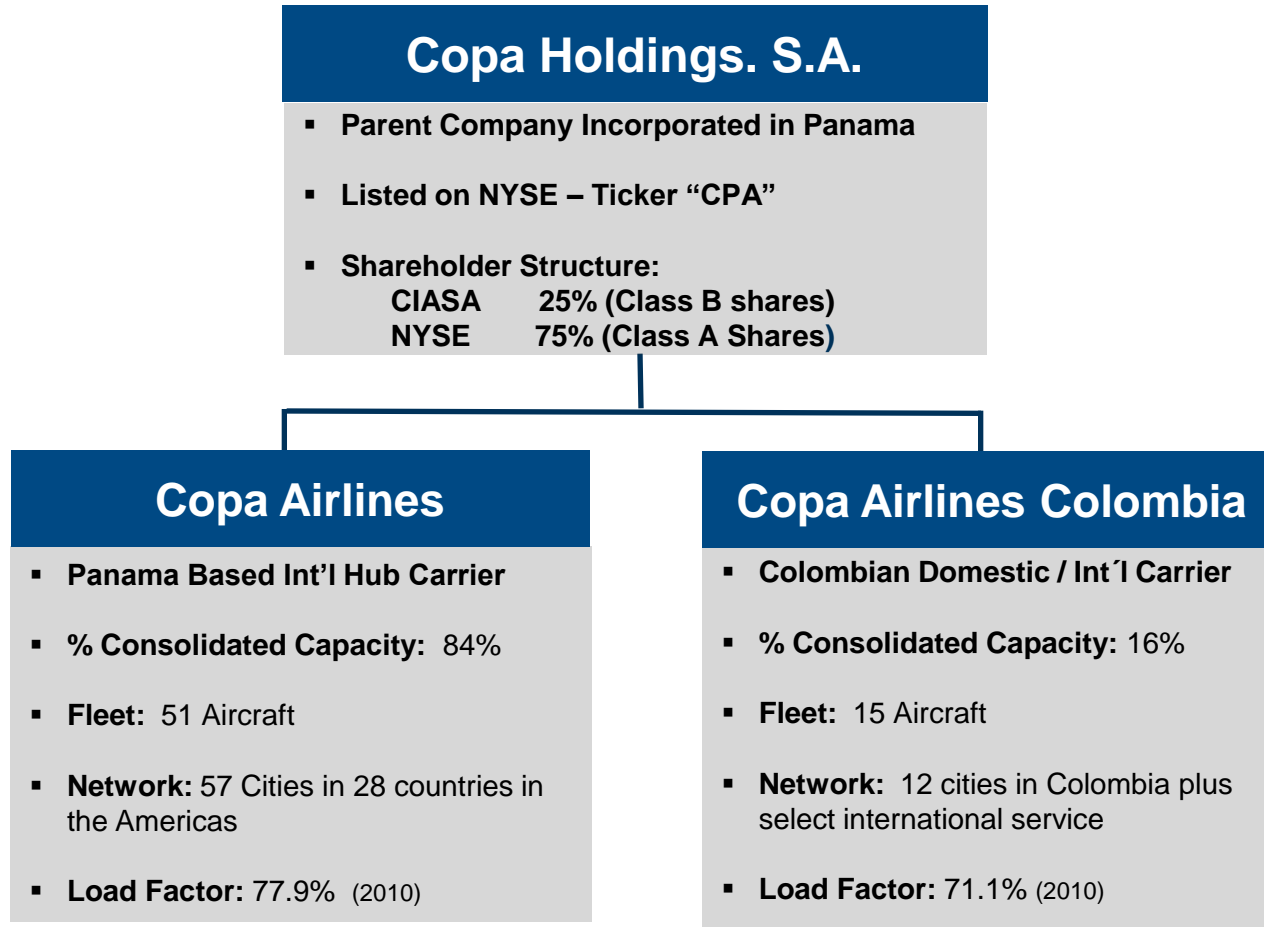 Copa Holdings. S.A.
▪ Parent Company Incorporated in Panama
▪ Listed on NYSE – Ticker “CPA”
▪ Shareholder Structure:
CIASA 25% (Class B shares)
NYSE 75% (Class A Shares)
Copa Airlines
▪ Panama Based Int’l Hub Carrier
▪ % Consolidated Capacity: 84%
▪ Fleet: 51 Aircraft
▪ Network: 57 Cities in 28 countries in
the Americas
▪ Load Factor: 77.9% (2010)
Copa Airlines Colombia
▪ Colombian Domestic / Int´l Carrier
▪ % Consolidated Capacity: 16%
▪ Fleet: 15 Aircraft
▪ Network: 12 cities in Colombia plus
select international service
▪ Load Factor: 71.1% (2010)